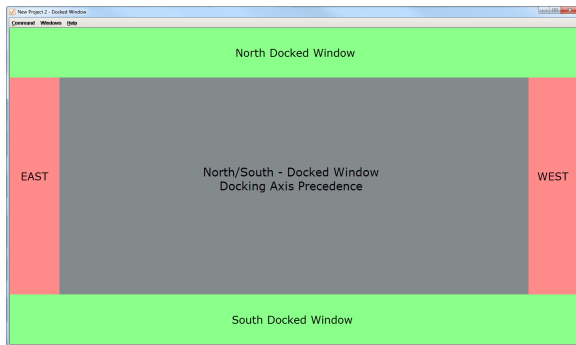 New Project 2 - Docked Window
Command Windows Help
North Docked Window
EAST
North/South - Docked Window
Docking Axis Precedence
WEST
South Docked Window